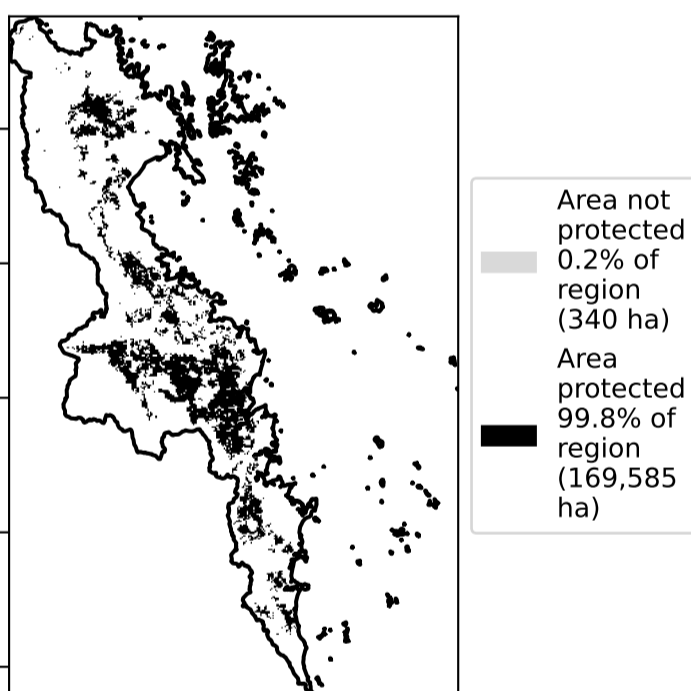 Area not
protected
0.2% of
region
(340 ha)
Area
protected
99.8% of
region
(169,585
ha)